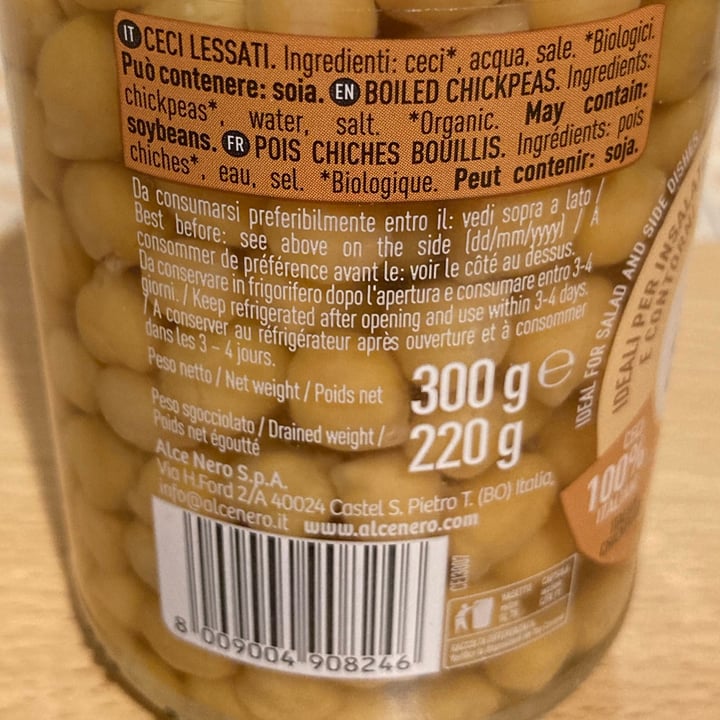 IT CECI LESSATI. Ingredienti: ceci*, acqua, sale. *Biologici.
Può contenere: soia. EN BOILED CHICKPEAS. Ingredients:
chickpeas*, water, salt. *Organic. May contain:
soybeans. FR POIS CHICHES BOUILLIS. Ingrédients: pois
chiches*, eau, sel. *Biologique. Peut contenir: soja.
Da consumarsi preferibilmente entro il: vedi sopra a lato /
Best before: see above on the side (dd/mm/yyyy) / À
consommer de préférence avant le: voir le côté au dessus.
Da conservare in frigorifero dopo l'apertura e consumare entro 3-4
giorni. / Keep refrigerated after opening and use within 3-4 days.
/ A conserver au réfrigérateur après ouverture et à consommer
dans les 3 - 4 jours.
Peso netto / Net weight / Poids net 300 g e
Peso sgocciolato / Drained weight /
Poids net égoutté 220 g
Alce Nero S.p.A.
Via H.Ford 2/A 40024 Castel S. Pietro T. (BO) Italia,
info@alcenero.it www.alcenero.com
8 009004 908246
IDEAL FOR SALAD AND SIDE DISHES
IDEALI PER INSALA
E CONTOR
CECI
100%
VASETTO
RACCOLTA DIFFERENZIATA